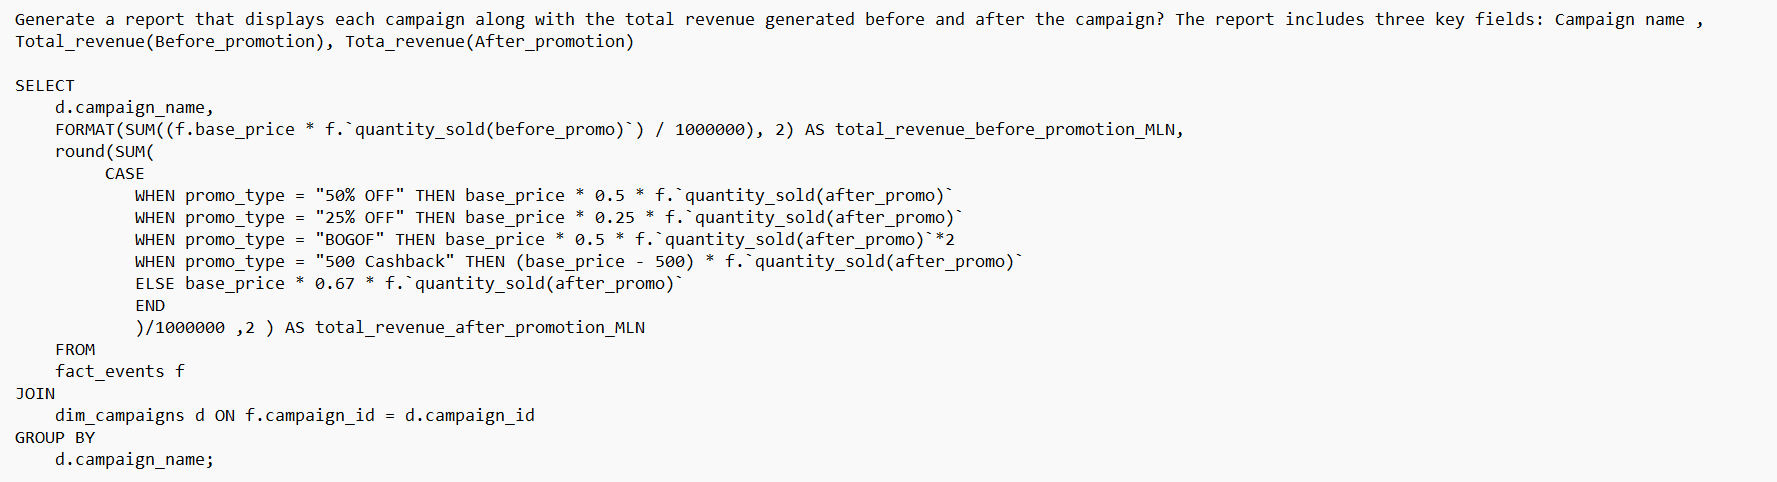 Generate a report that displays each campaign along with the total revenue generated before and after the campaign? The report includes three key fields: Campaign name ,
Total_revenue(Before_promotion), Tota_revenue(After_promotion)
SELECT
d.campaign_name,
FORMAT(SUM((f.base_price * f.`quantity_sold(before_promo)`) / 1000000), 2) AS total_revenue_before_promotion_MLN,
round(SUM(
CASE
WHEN promo_type = "50% OFF" THEN base_price * 0.5 * f.`quantity_sold(after_promo)`
WHEN promo_type = "25% OFF" THEN base_price * 0.25 * f.`quantity_sold(after_promo)`
WHEN promo_type = "BOGOF" THEN base_price * 0.5 * f.`quantity_sold(after_promo)`*2
WHEN promo_type = "500 Cashback" THEN (base_price - 500) * f.`quantity_sold(after_promo)`
ELSE base_price * 0.67 * f.`quantity_sold(after_promo)`
END
)/1000000 ,2 ) AS total_revenue_after_promotion_MLN
FROM
fact_events f
JOIN
dim_campaigns d ON f.campaign_id = d.campaign_id
GROUP BY
d.campaign_name;